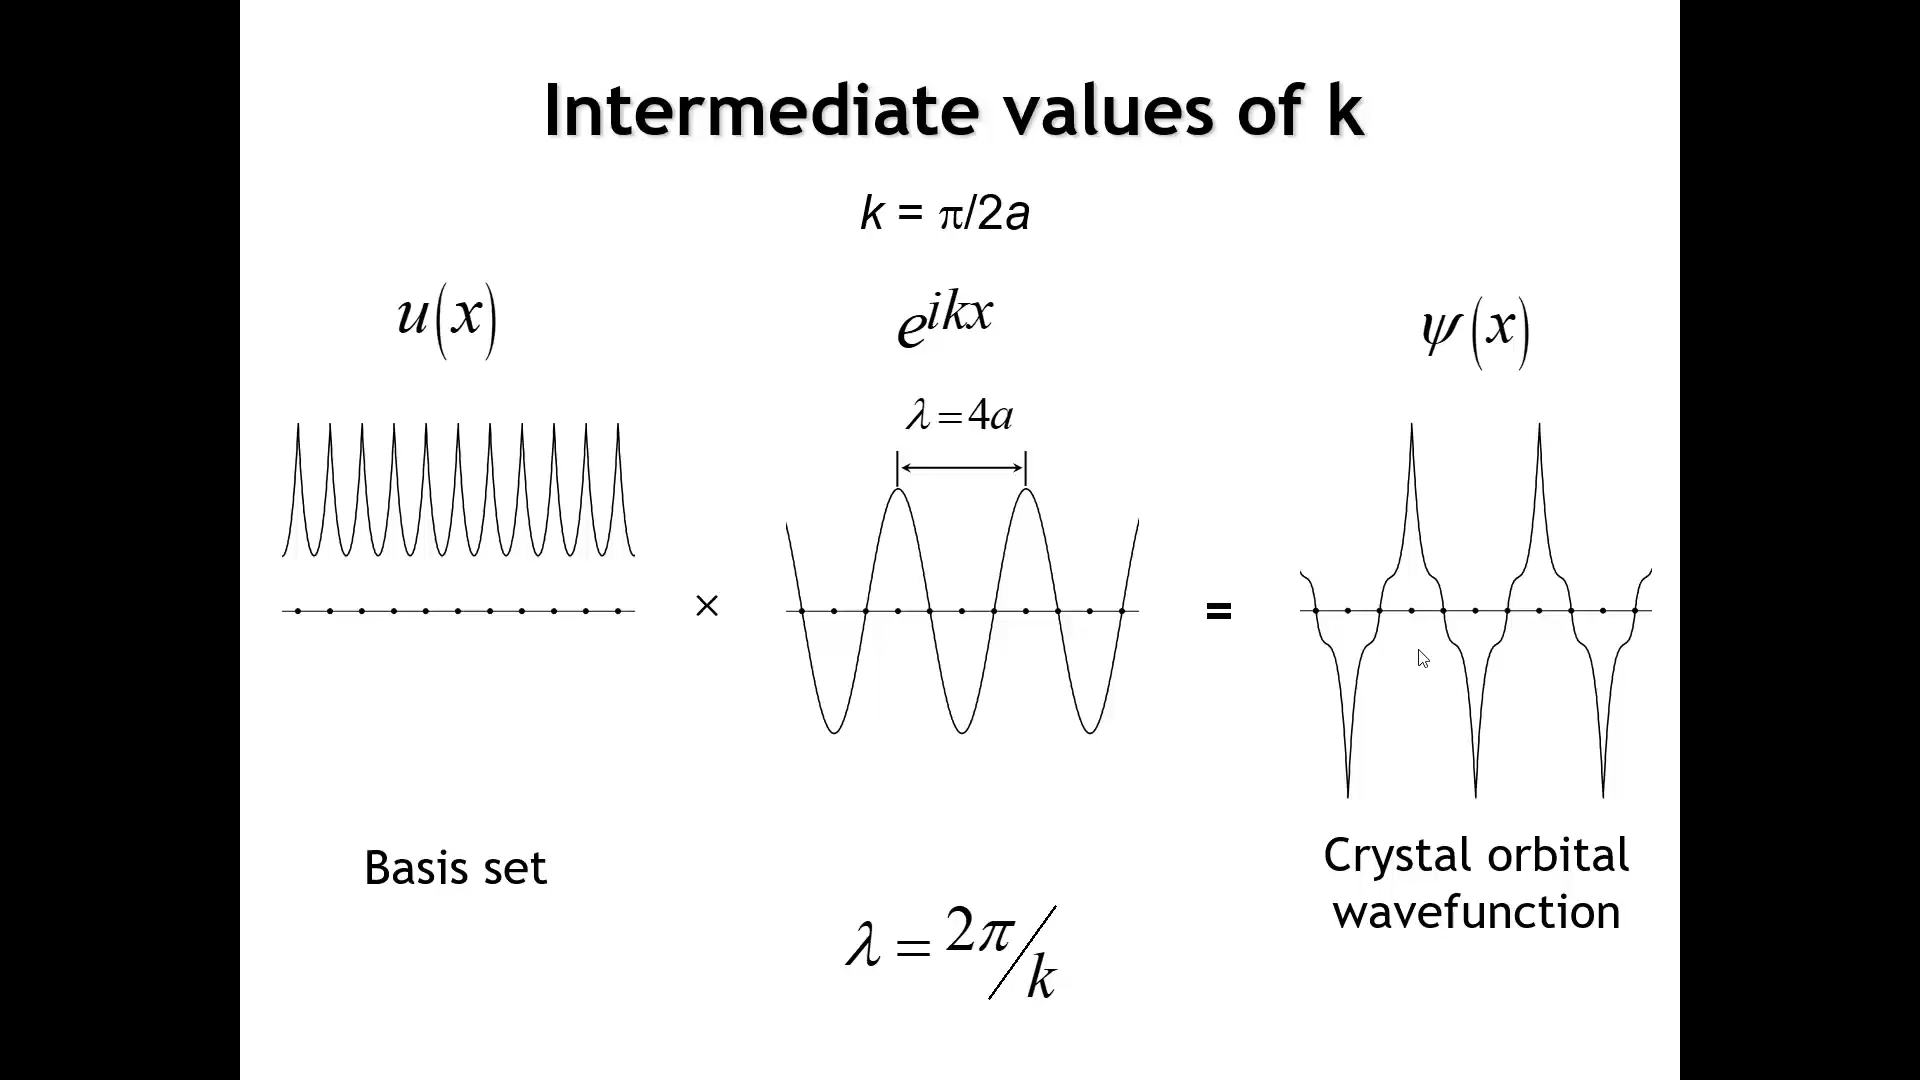 Intermediate values of k
k = π/2a
u(x)
e^{ikx}
ψ(x)
λ = 4a
×
=
Basis set
Crystal orbital
wavefunction
λ = 2π/k